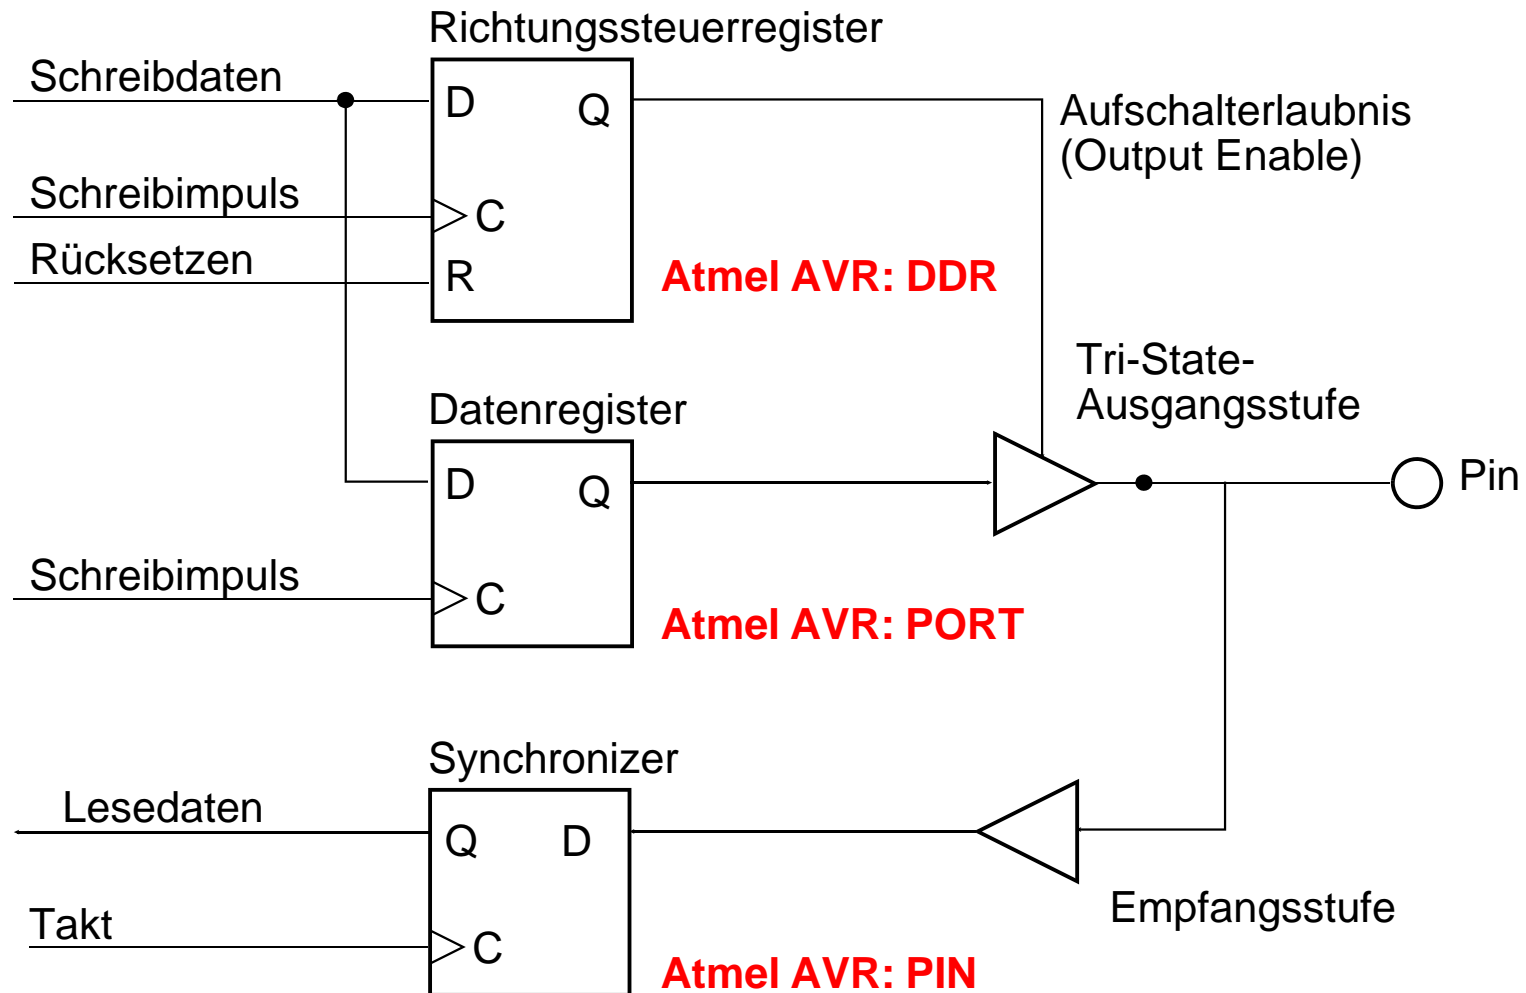 Richtungssteuerregister
Schreibdaten
D
Q
Aufschalterlaubnis
(Output Enable)
Schreibimpuls
C
Rücksetzen
R
Atmel AVR: DDR
Tri-State-
Ausgangsstufe
Datenregister
D
Q
Pin
Schreibimpuls
C
Atmel AVR: PORT
Synchronizer
Lesedaten
Q
D
Empfangsstufe
Takt
C
Atmel AVR: PIN